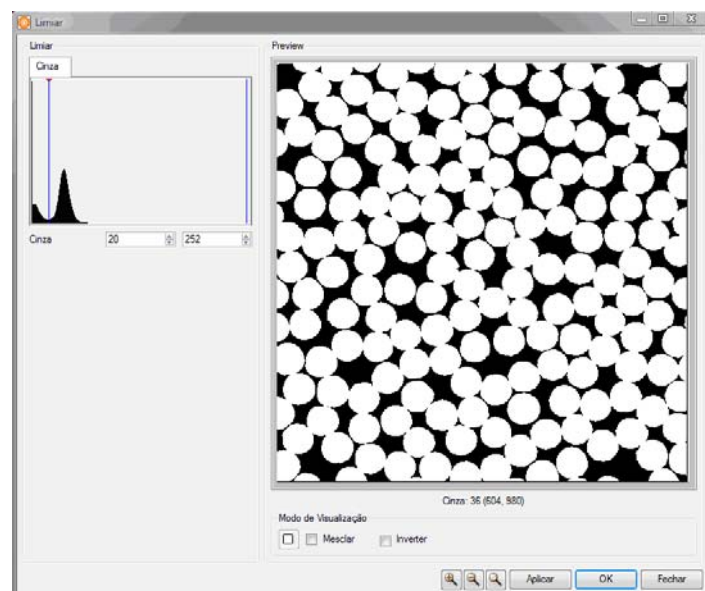 Limiar
Limiar
Cinza
Cinza 20 252
Preview
Cinza: 36 (604, 980)
Modo de Visualização
Mesclar Inverter
Aplicar OK Fechar